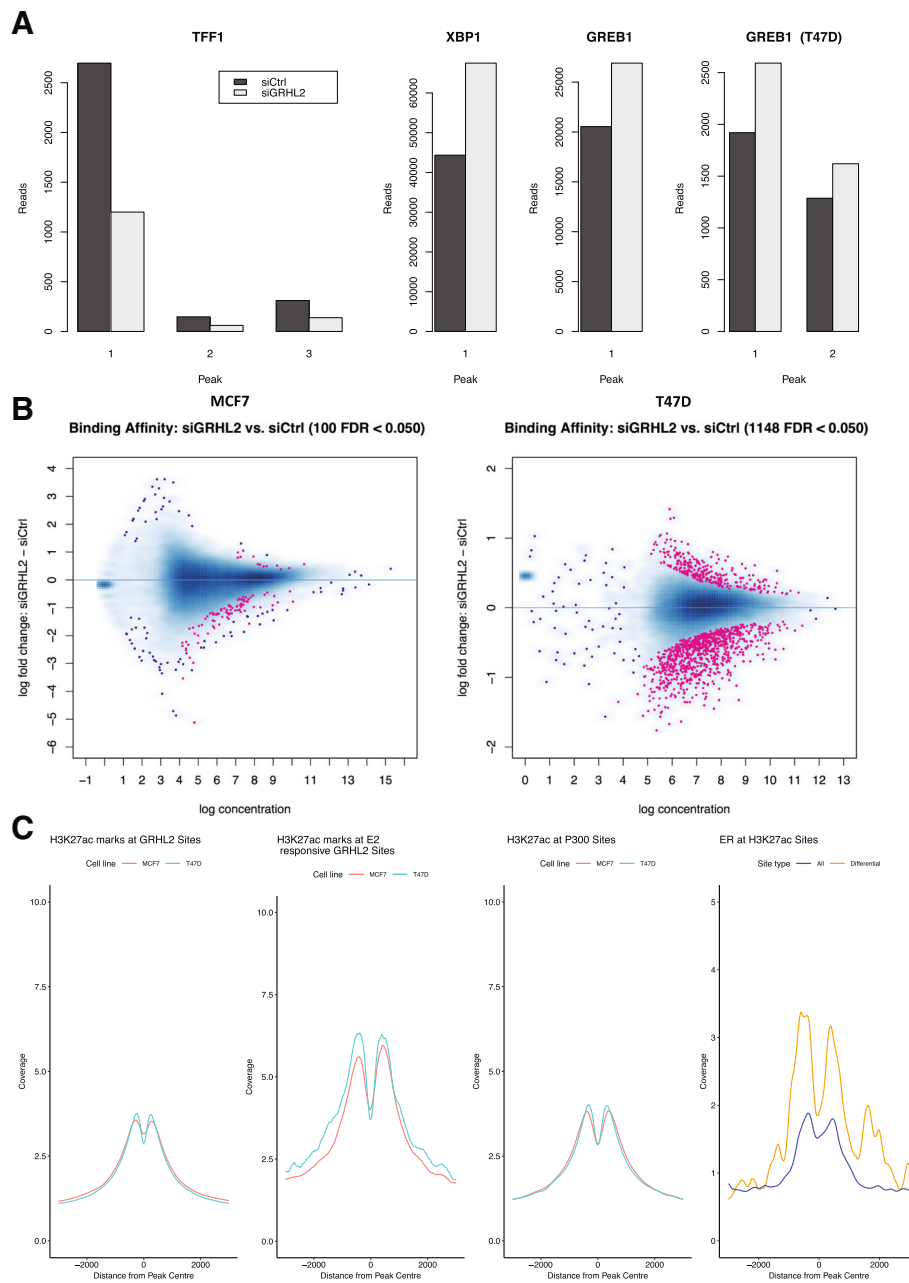 A
TFF1
XBP1
GREB1
GREB1 (T47D)
siCtrl
siGRHL2
Reads
0
500
1000
1500
2000
2500
1
2
3
Peak
Reads
0
10000
20000
30000
40000
50000
60000
1
Peak
Reads
0
5000
10000
15000
20000
25000
1
Peak
Reads
0
500
1000
1500
2000
2500
1
2
Peak
B
MCF7
Binding Affinity: siGRHL2 vs. siCtrl (100 FDR < 0.050)
log fold change: siGRHL2 − siCtrl
4
3
2
1
0
−1
−2
−3
−4
−5
−6
−1 1 2 3 4 5 6 7 8 9 11 13 15
log concentration
T47D
Binding Affinity: siGRHL2 vs. siCtrl (1148 FDR < 0.050)
log fold change: siGRHL2 − siCtrl
2
1
0
−1
−2
0 1 2 3 4 5 6 7 8 9 10 11 12 13
log concentration
C
H3K27ac marks at GRHL2 Sites
Cell line MCF7 T47D
Coverage
10.0
7.5
5.0
2.5
0.0
−2000 0 2000
Distance from Peak Centre
H3K27ac marks at E2
responsive GRHL2 Sites
Cell line MCF7 T47D
Coverage
10.0
7.5
5.0
2.5
0.0
−2000 0 2000
Distance from Peak Centre
H3K27ac at P300 Sites
Cell line MCF7 T47D
Coverage
10.0
7.5
5.0
2.5
0.0
−2000 0 2000
Distance from Peak Centre
ER at H3K27ac Sites
Site type All Differential
Coverage
5
4
3
2
1
0
−2000 0 2000
Distance from Peak Centre